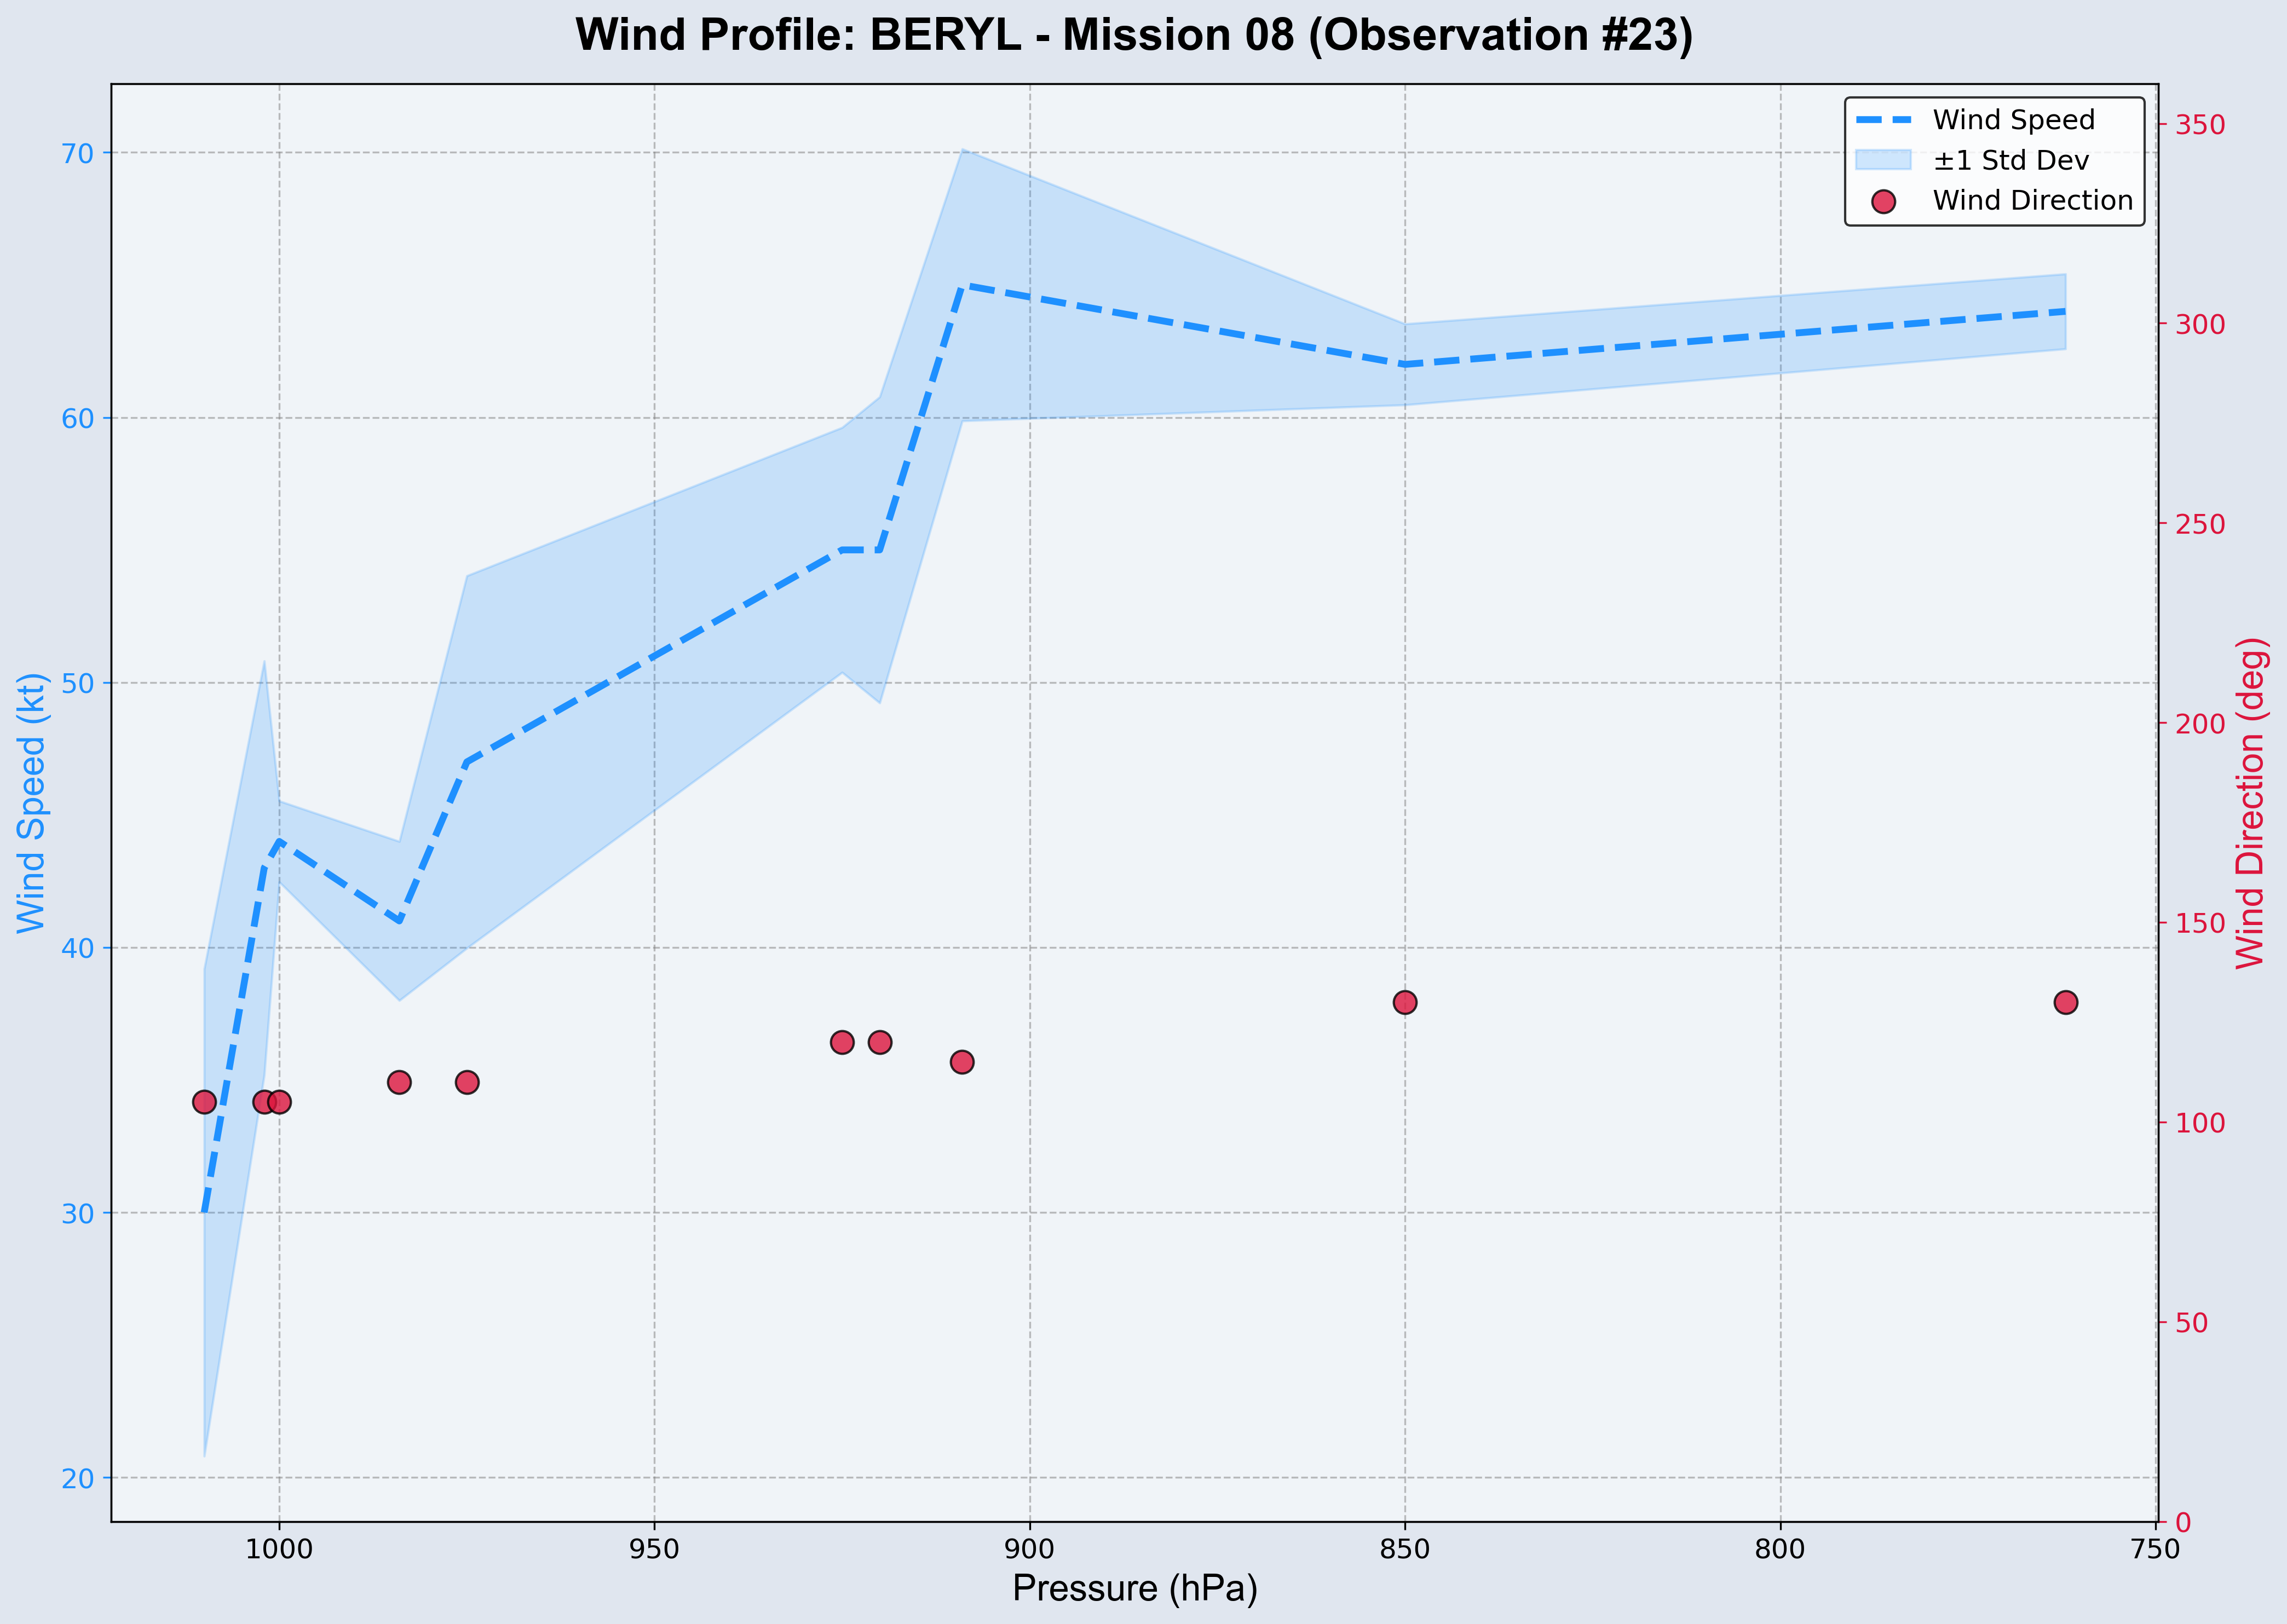 Wind Profile: BERYL - Mission 08 (Observation #23)
Wind Speed
±1 Std Dev
Wind Direction
70
60
50
40
30
20
Wind Speed (kt)
350
300
250
200
150
100
50
0
Wind Direction (deg)
1000 950 900 850 800 750
Pressure (hPa)